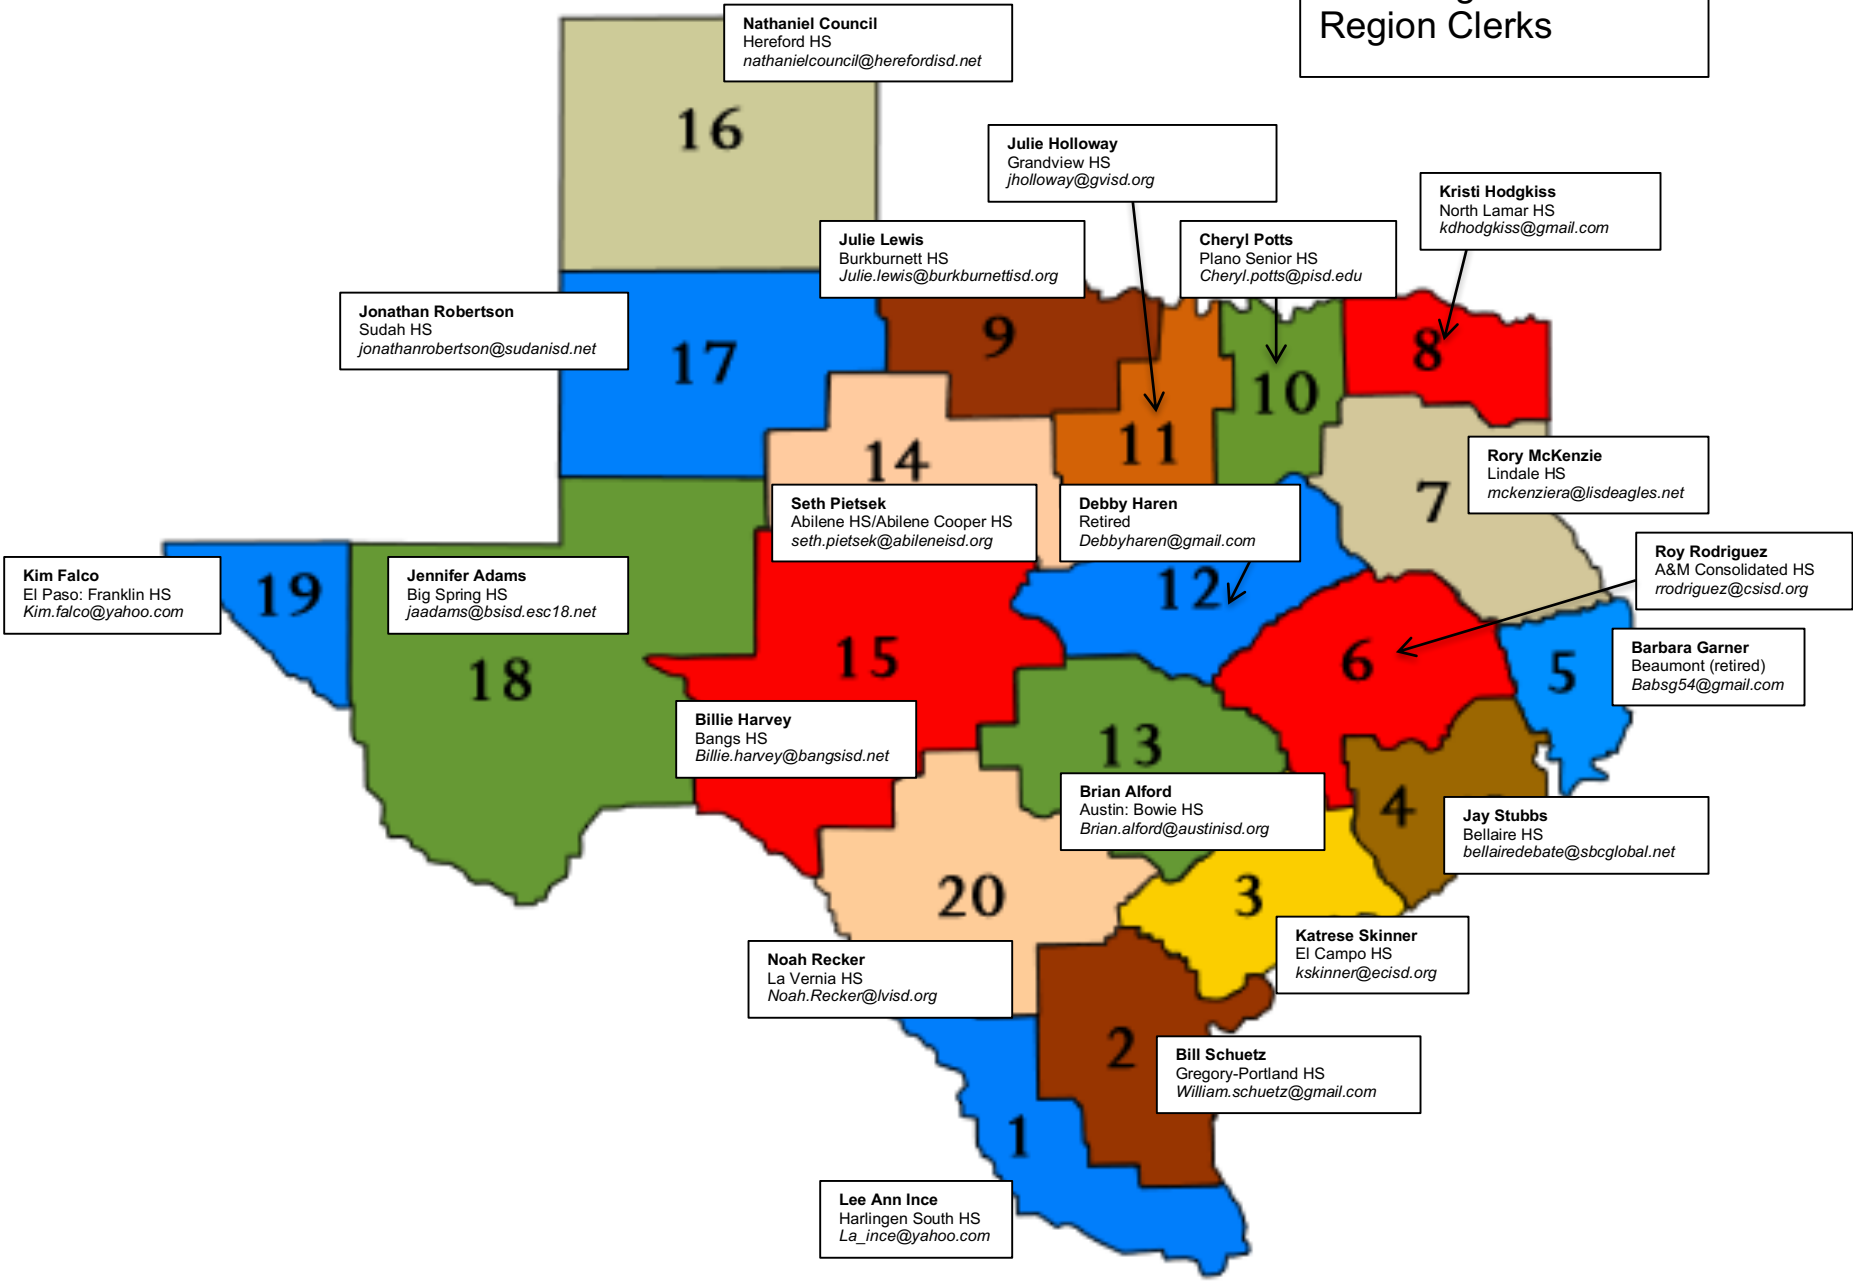 Region Clerks
Nathaniel Council
Hereford HS
nathanielcouncil@herefordisd.net
16
Julie Holloway
Grandview HS
jholloway@gvisd.org
Kristi Hodgkiss
North Lamar HS
kdhodgkiss@gmail.com
Julie Lewis
Burkburnett HS
Julie.lewis@burkburnettisd.org
Cheryl Potts
Plano Senior HS
Cheryl.potts@pisd.edu
Jonathan Robertson
Sudah HS
jonathanrobertson@sudanisd.net
17
9
8
10
11
14
7
Rory McKenzie
Lindale HS
mckenziera@lisdeagles.net
Seth Pietsek
Abilene HS/Abilene Cooper HS
seth.pietsek@abileneisd.org
Debby Haren
Retired
Debbyharen@gmail.com
Roy Rodriguez
A&M Consolidated HS
rrodriguez@csisd.org
Kim Falco
El Paso: Franklin HS
Kim.falco@yahoo.com
19
Jennifer Adams
Big Spring HS
jaadams@bsisd.esc18.net
12
18
15
6
5
Barbara Garner
Beaumont (retired)
Babsg54@gmail.com
Billie Harvey
Bangs HS
Billie.harvey@bangsisd.net
13
Brian Alford
Austin: Bowie HS
Brian.alford@austinisd.org
4
Jay Stubbs
Bellaire HS
bellairedebate@sbcglobal.net
20
3
Katrese Skinner
El Campo HS
kskinner@ecisd.org
Noah Recker
La Vernia HS
Noah.Recker@lvisd.org
2
Bill Schuetz
Gregory-Portland HS
William.schuetz@gmail.com
1
Lee Ann Ince
Harlingen South HS
La_ince@yahoo.com